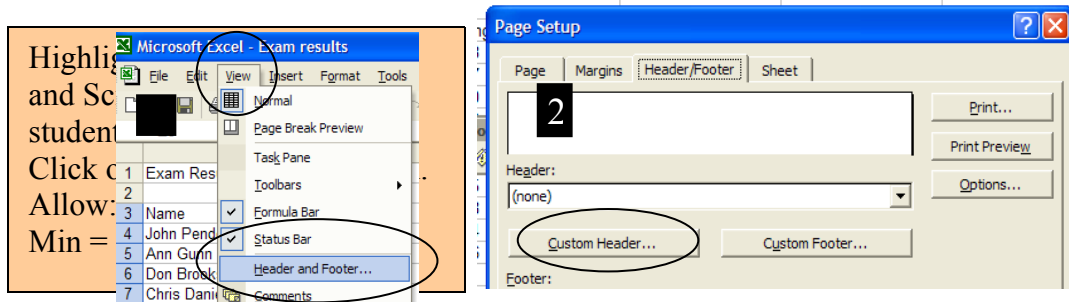 Highlig
and Sc
student
Click o
Allow:
Min =
Microsoft Excel - Exam results
File Edit View Insert Format Tools
Normal
Page Break Preview
Task Pane
Toolbars
Formula Bar
Status Bar
Header and Footer...
Comments
1 Exam Res
2
3 Name
4 John Pend
5 Ann Gunn
6 Don Brook
7 Chris Dani
Page Setup
Page Margins Header/Footer Sheet
2
Print...
Print Preview
Options...
Header:
(none)
Custom Header... Custom Footer...
Footer: